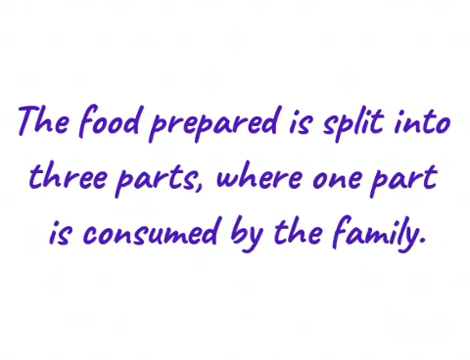 The food prepared is split into
three parts, where one part
is consumed by the family.